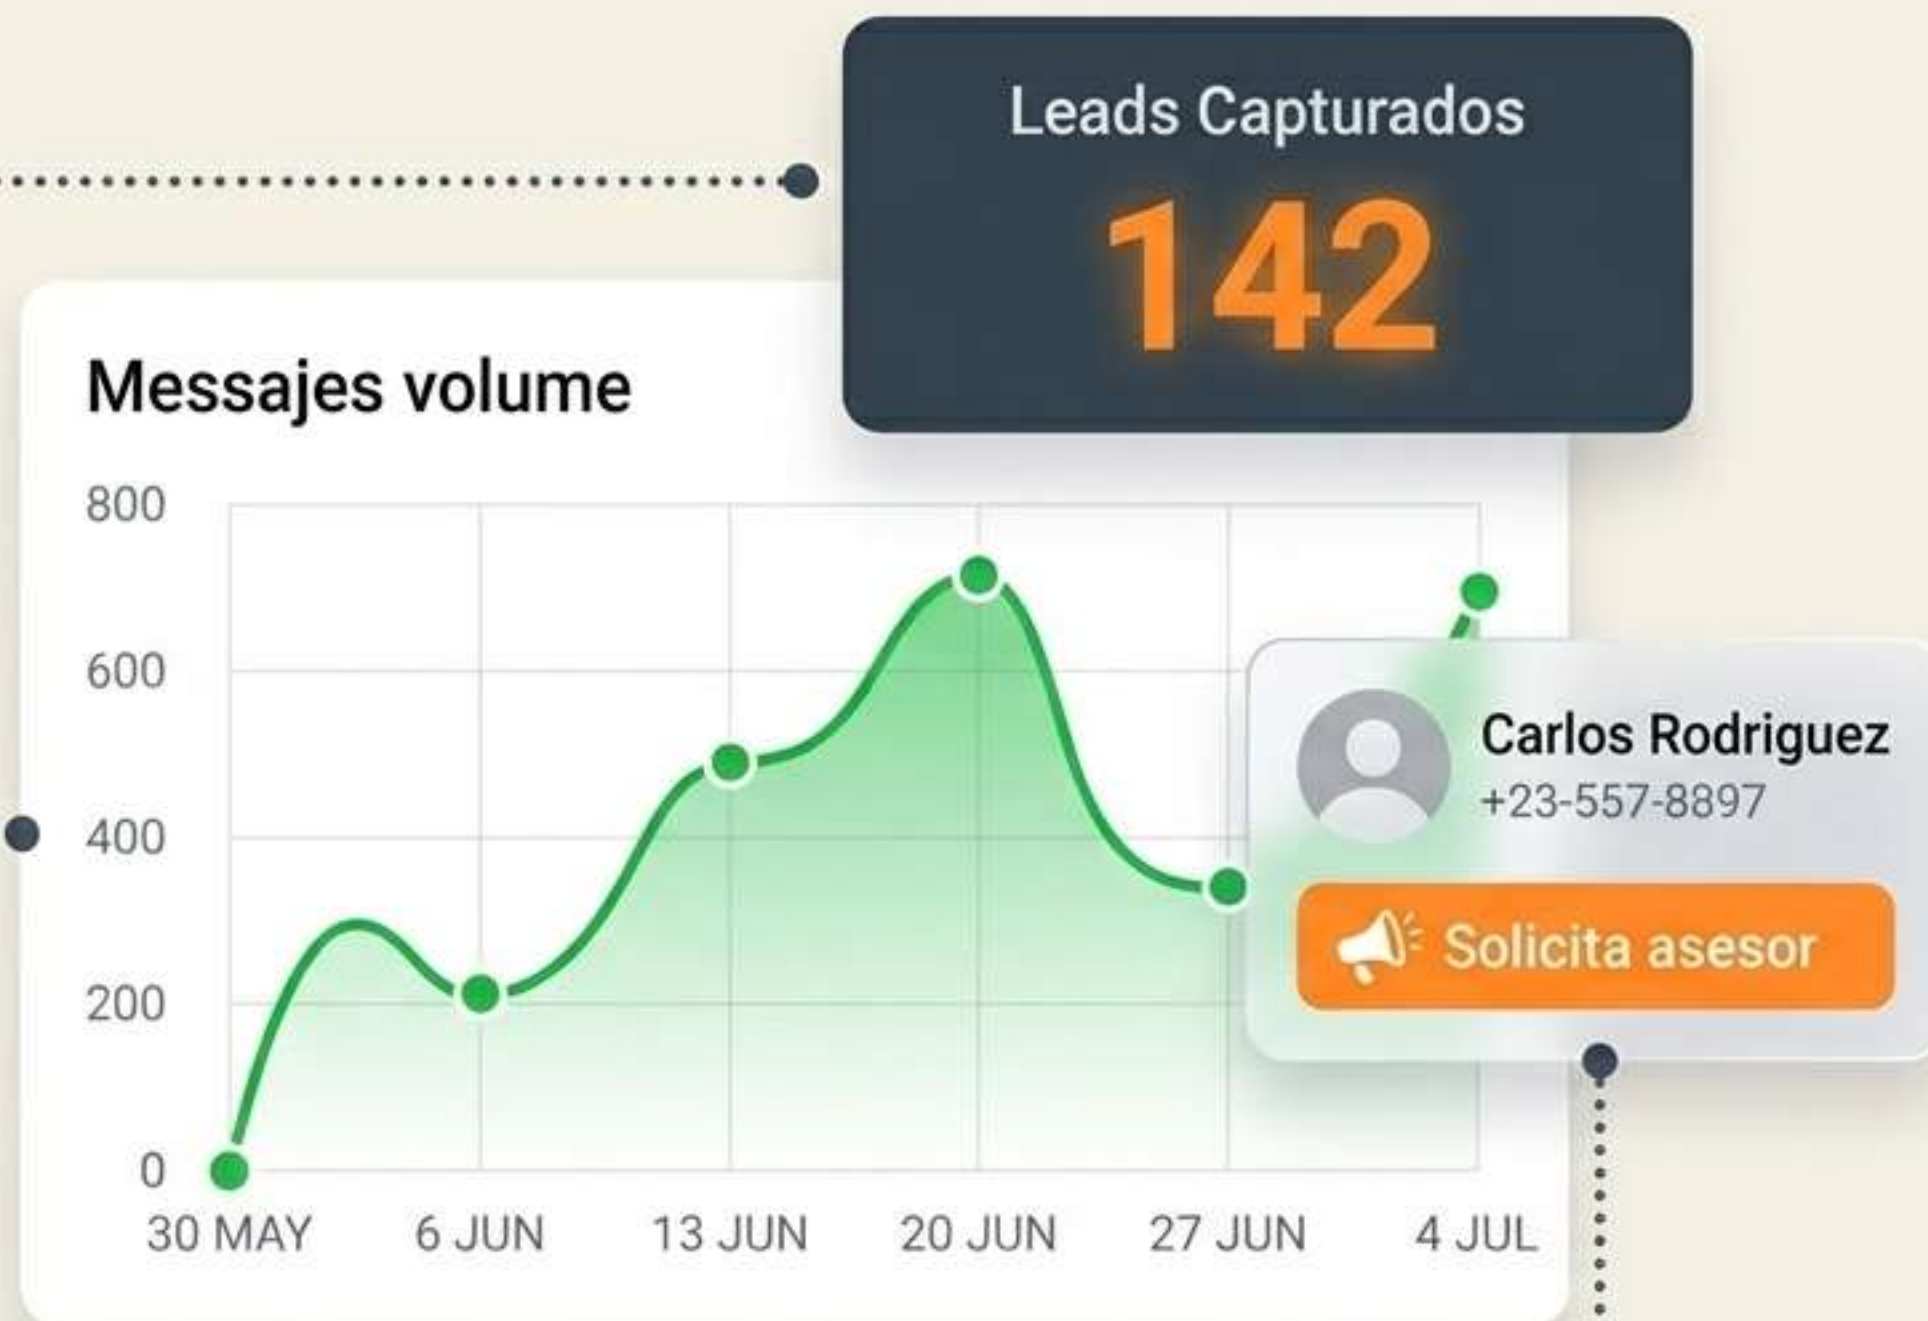 Leads Capturados
142
Messajes volume
800
600
400
200
0
30 MAY 6 JUN 13 JUN 20 JUN 27 JUN 4 JUL
Carlos Rodriguez
+23-557-8897
Solicita asesor